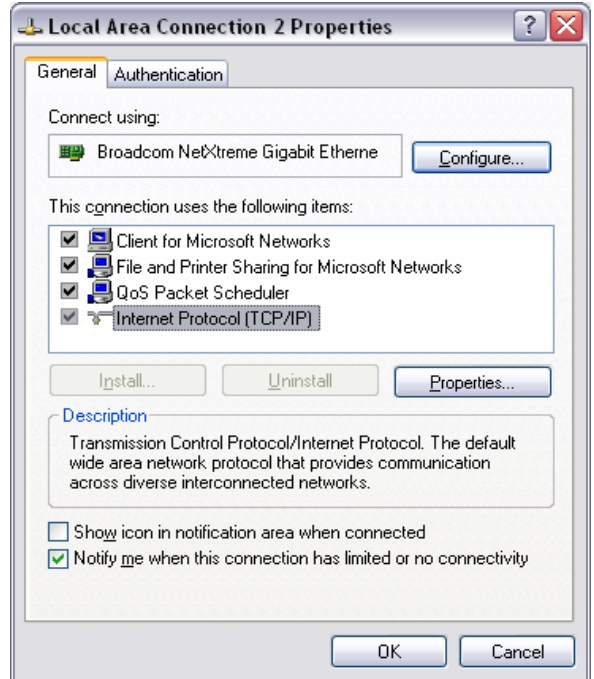 Local Area Connection 2 Properties
General
Authentication
Connect using:
Broadcom NetXtreme Gigabit Etherne
Configure...
This connection uses the following items:
Client for Microsoft Networks
File and Printer Sharing for Microsoft Networks
QoS Packet Scheduler
Internet Protocol (TCP/IP)
Install...
Uninstall
Properties...
Description
Transmission Control Protocol/Internet Protocol. The default
wide area network protocol that provides communication
across diverse interconnected networks.
Show icon in notification area when connected
Notify me when this connection has limited or no connectivity
OK
Cancel